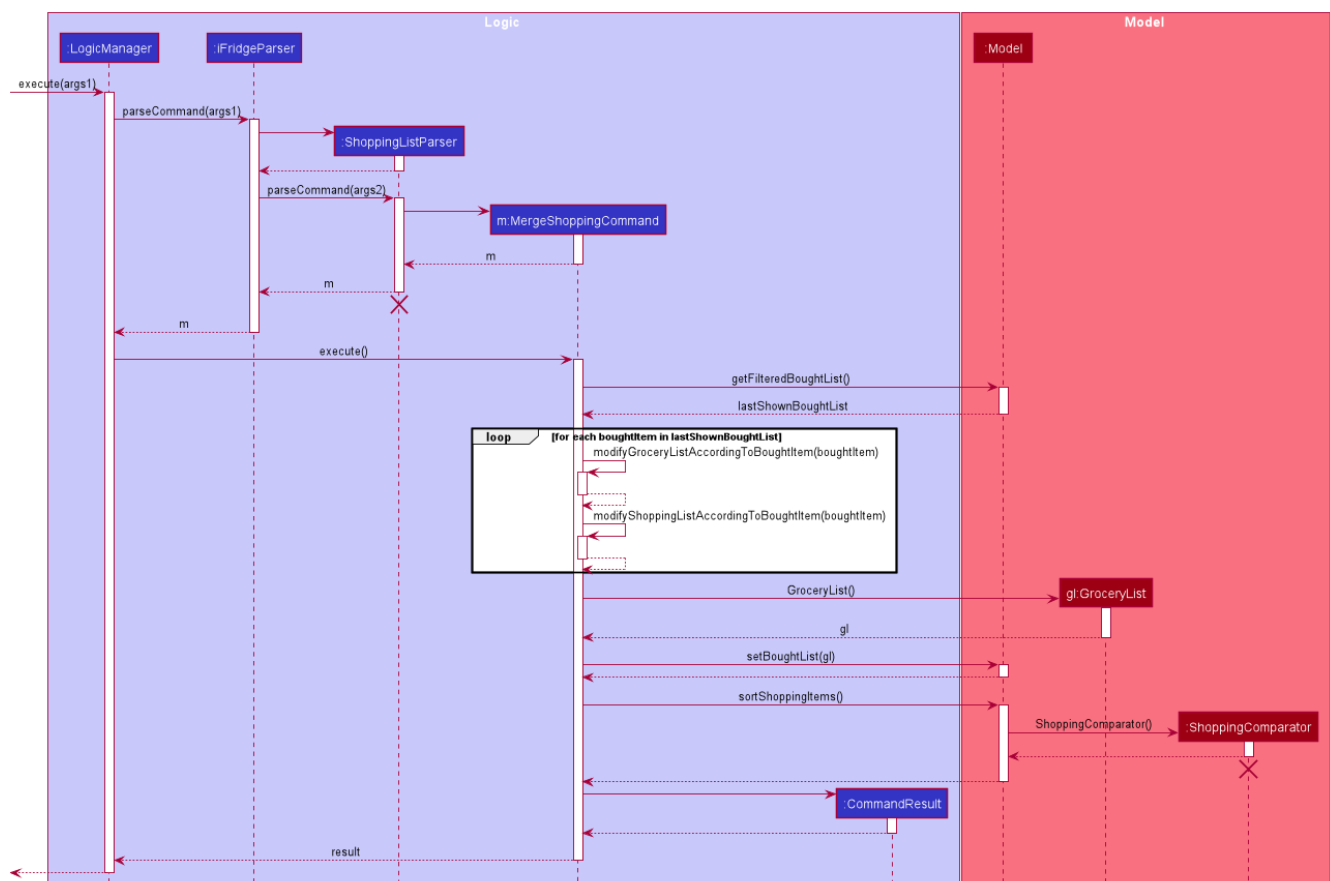 Logic
Model
:LogicManager
:iFridgeParser
:Model
execute(args1)
parseCommand(args1)
:ShoppingListParser
parseCommand(args2)
m:MergeShoppingCommand
m
m
m
execute()
getFilteredBoughtList()
lastShownBoughtList
loop
[for each boughtItem in lastShownBoughtList]
modifyGroceryListAccordingToBoughtItem(boughtItem)
modifyShoppingListAccordingToBoughtItem(boughtItem)
GroceryList()
gl:GroceryList
gl
setBoughtList(gl)
sortShoppingItems()
ShoppingComparator()
:ShoppingComparator
:CommandResult
result